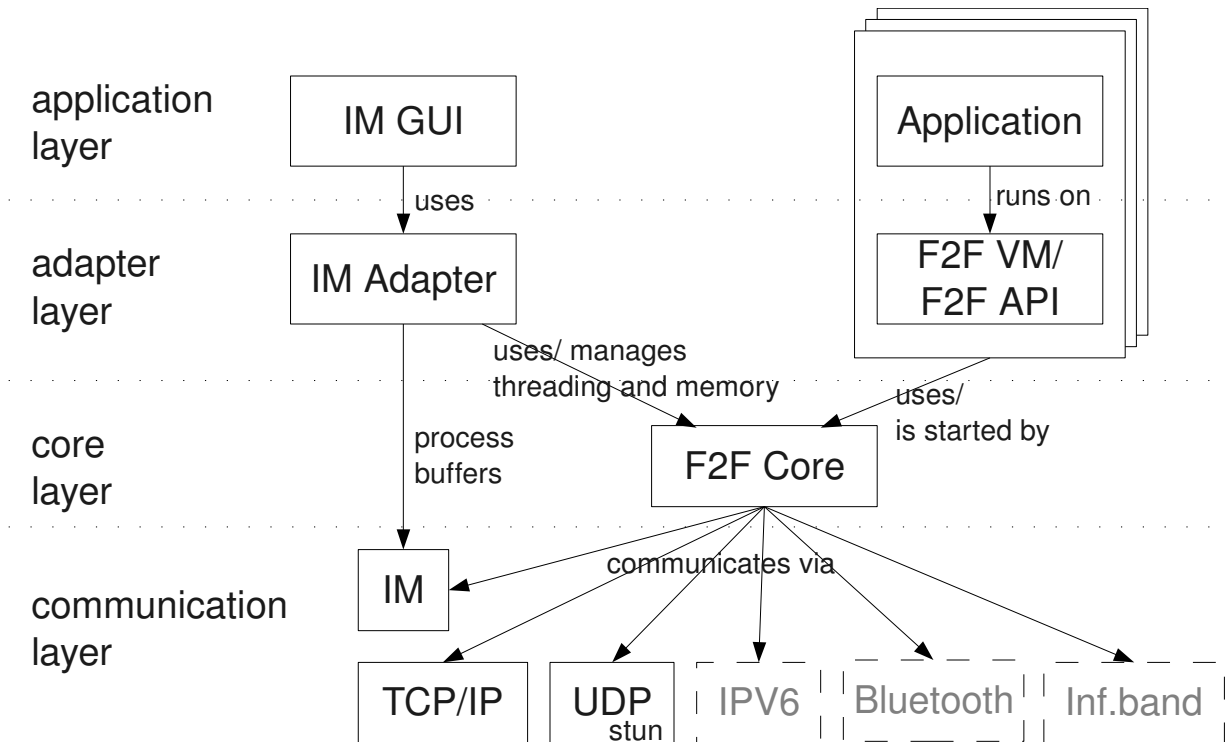 application
layer
IM GUI
Application
uses
runs on
adapter
layer
IM Adapter
F2F VM/
F2F API
uses/ manages
threading and memory
uses/
is started by
core
layer
process
buffers
F2F Core
communicates via
communication
layer
IM
TCP/IP
UDP
stun
IPV6
Bluetooth
Inf.band